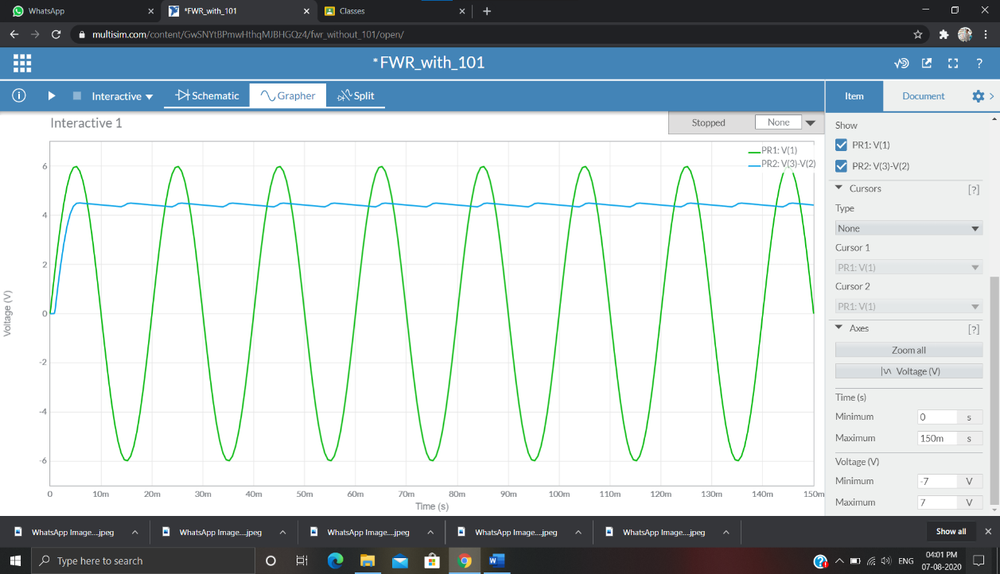 WhatsApp
*FWR_with_101
Classes
multisim.com/content/GwSNYtBPmwHthqMJBHGQz4/fwr_without_101/open/
*FWR_with_101
?
Interactive
Schematic
Grapher
Split
Item
Document
Interactive 1
Stopped
None
PR1: V(1)
PR2: V(3)-V(2)
6
4
2
0
-2
-4
-6
Voltage (V)
0
10m
20m
30m
40m
50m
60m
70m
80m
90m
100m
110m
120m
130m
140m
150m
Time (s)
Show
PR1: V(1)
PR2: V(3)-V(2)
Cursors
[?]
Type
None
Cursor 1
PR1: V(1)
Cursor 2
PR1: V(1)
Axes
[?]
Zoom all
Voltage (V)
Time (s)
Minimum 0 s
Maximum 150m s
Voltage (V)
Minimum -7 V
Maximum 7 V
WhatsApp Image....jpeg
WhatsApp Image....jpeg
WhatsApp Image....jpeg
WhatsApp Image....jpeg
WhatsApp Image....jpeg
Show all
Type here to search
ENG
04:01 PM
07-08-2020